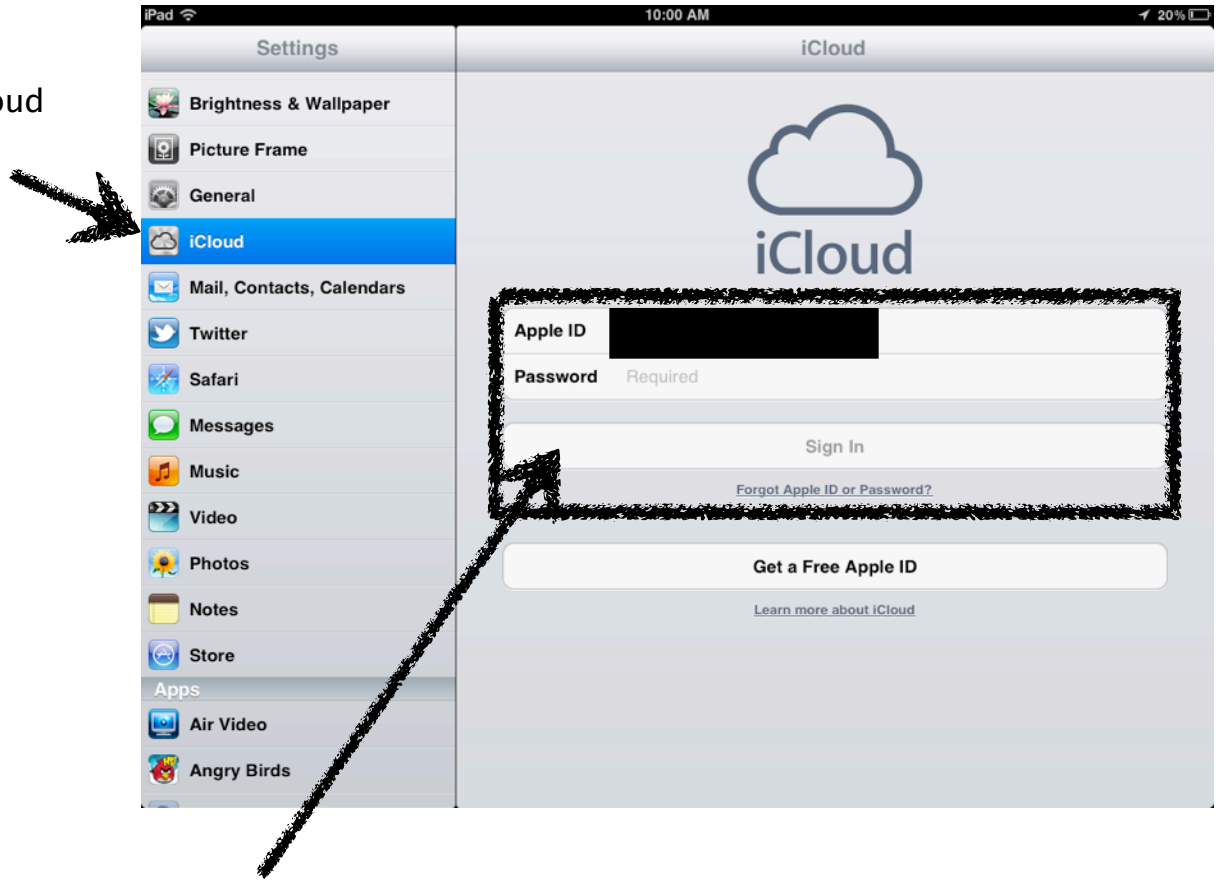 iPad 10:00 AM 20%
Settings
iCloud
oud
Brightness & Wallpaper
Picture Frame
General
iCloud
Mail, Contacts, Calendars
Twitter
Safari
Messages
Music
Video
Photos
Notes
Store
Apps
Air Video
Angry Birds
iCloud
Apple ID
Password Required
Sign In
Forgot Apple ID or Password?
Get a Free Apple ID
Learn more about iCloud